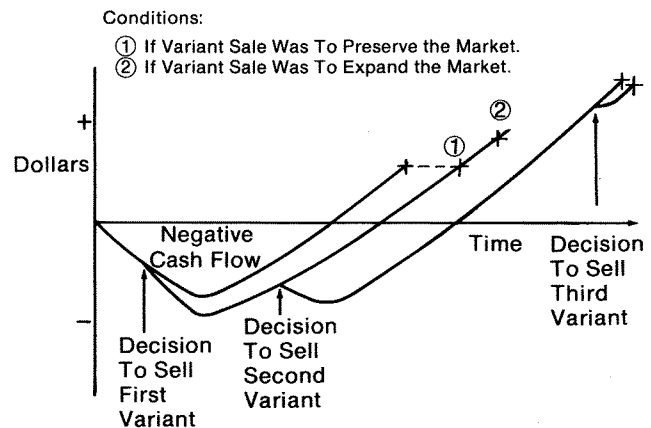 Conditions:
① If Variant Sale Was To Preserve the Market.
② If Variant Sale Was To Expand the Market.
+
Dollars
−
②
①
Negative
Cash Flow
Time
Decision
To Sell
First
Variant
Decision
To Sell
Second
Variant
Decision
To Sell
Third
Variant